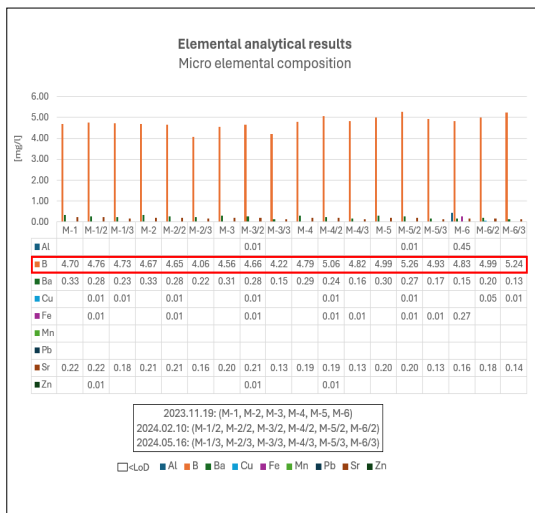 Elemental analytical results
Micro elemental composition
[mg/l]
6.00
5.00
4.00
3.00
2.00
1.00
0.00
M-1 M-1/2 M-1/3 M-2 M-2/2 M-2/3 M-3 M-3/2 M-3/3 M-4 M-4/2 M-4/3 M-5 M-5/2 M-5/3 M-6 M-6/2 M-6/3
Al 0.01 0.01 0.45
B 4.70 4.76 4.73 4.67 4.65 4.06 4.56 4.66 4.22 4.79 5.06 4.82 4.99 5.26 4.93 4.83 4.99 5.24
Ba 0.33 0.28 0.23 0.33 0.28 0.22 0.31 0.28 0.15 0.29 0.24 0.16 0.30 0.27 0.17 0.15 0.20 0.13
Cu 0.01 0.01 0.01 0.01 0.01 0.01 0.05 0.01
Fe 0.01 0.01 0.01 0.01 0.01 0.01 0.01 0.27
Mn
Pb
Sr 0.22 0.22 0.18 0.21 0.21 0.16 0.20 0.21 0.13 0.19 0.19 0.13 0.20 0.20 0.13 0.16 0.18 0.14
Zn 0.01 0.01 0.01
2023.11.19: (M-1, M-2, M-3, M-4, M-5, M-6)
2024.02.10: (M-1/2, M-2/2, M-3/2, M-4/2, M-5/2, M-6/2)
2024.05.16: (M-1/3, M-2/3, M-3/3, M-4/3, M-5/3, M-6/3)
<LoD Al B Ba Cu Fe Mn Pb Sr Zn